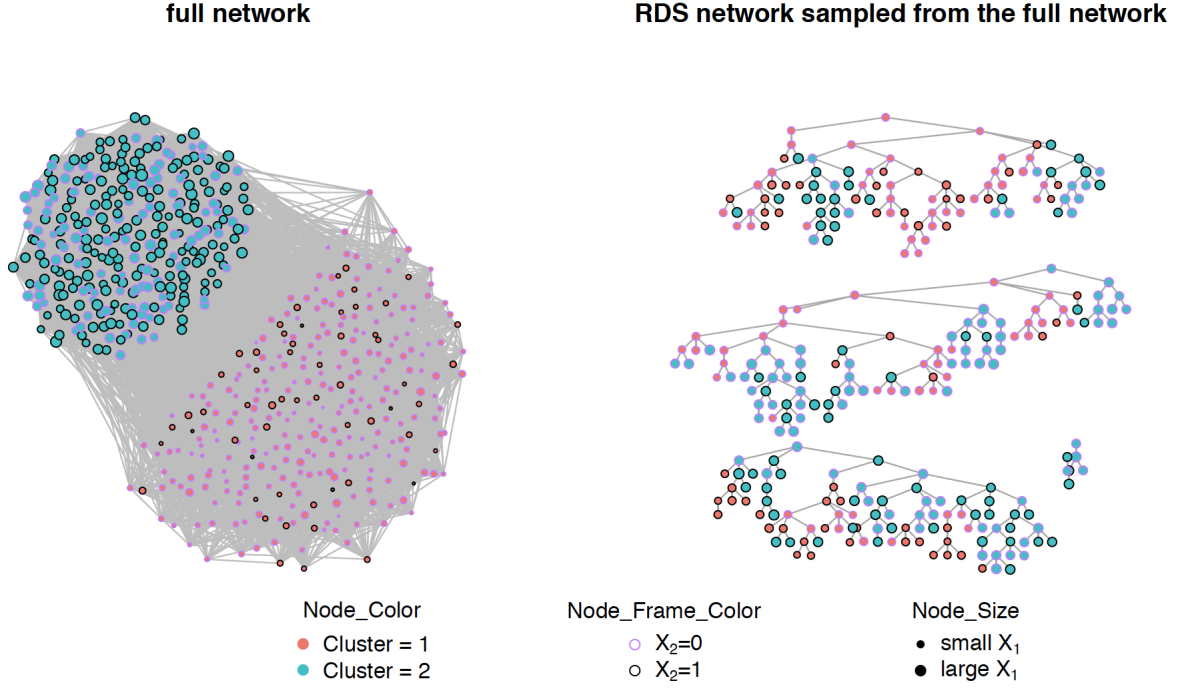 full network
RDS network sampled from the full network
Node_Color
Cluster = 1
Cluster = 2
Node_Frame_Color
X₂=0
X₂=1
Node_Size
small X₁
large X₁